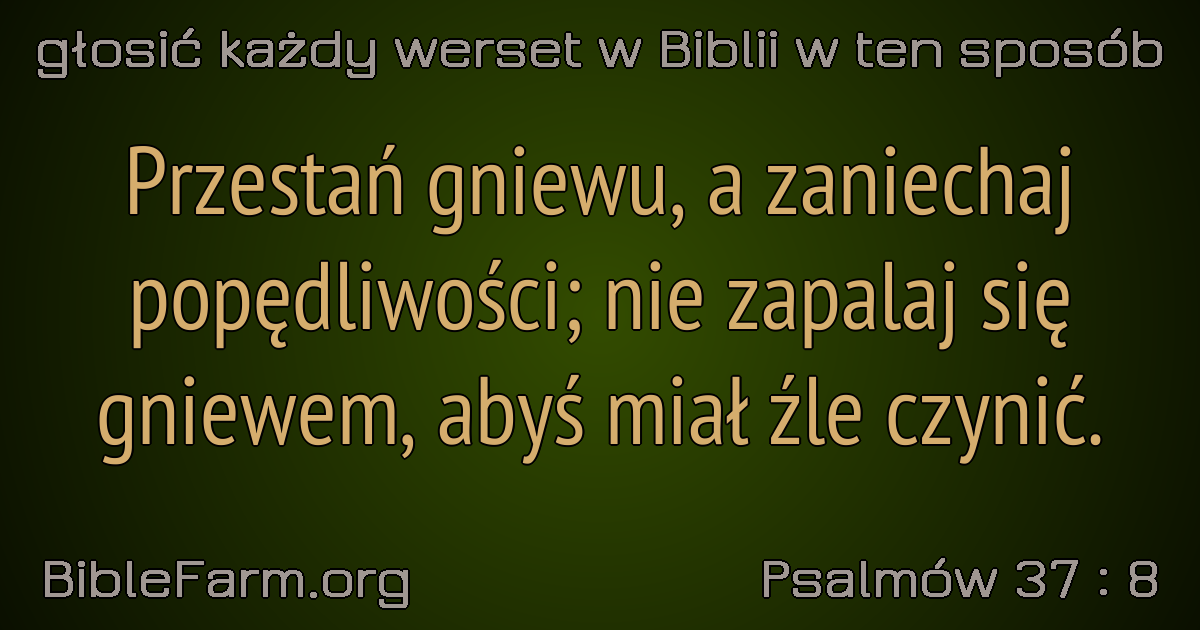 głosić każdy werset w Biblii w ten sposób
Przestań gniewu, a zaniechaj
popędliwości; nie zapalaj się
gniewem, abyś miał źle czynić.
BibleFarm.org
Psalmów 37 : 8